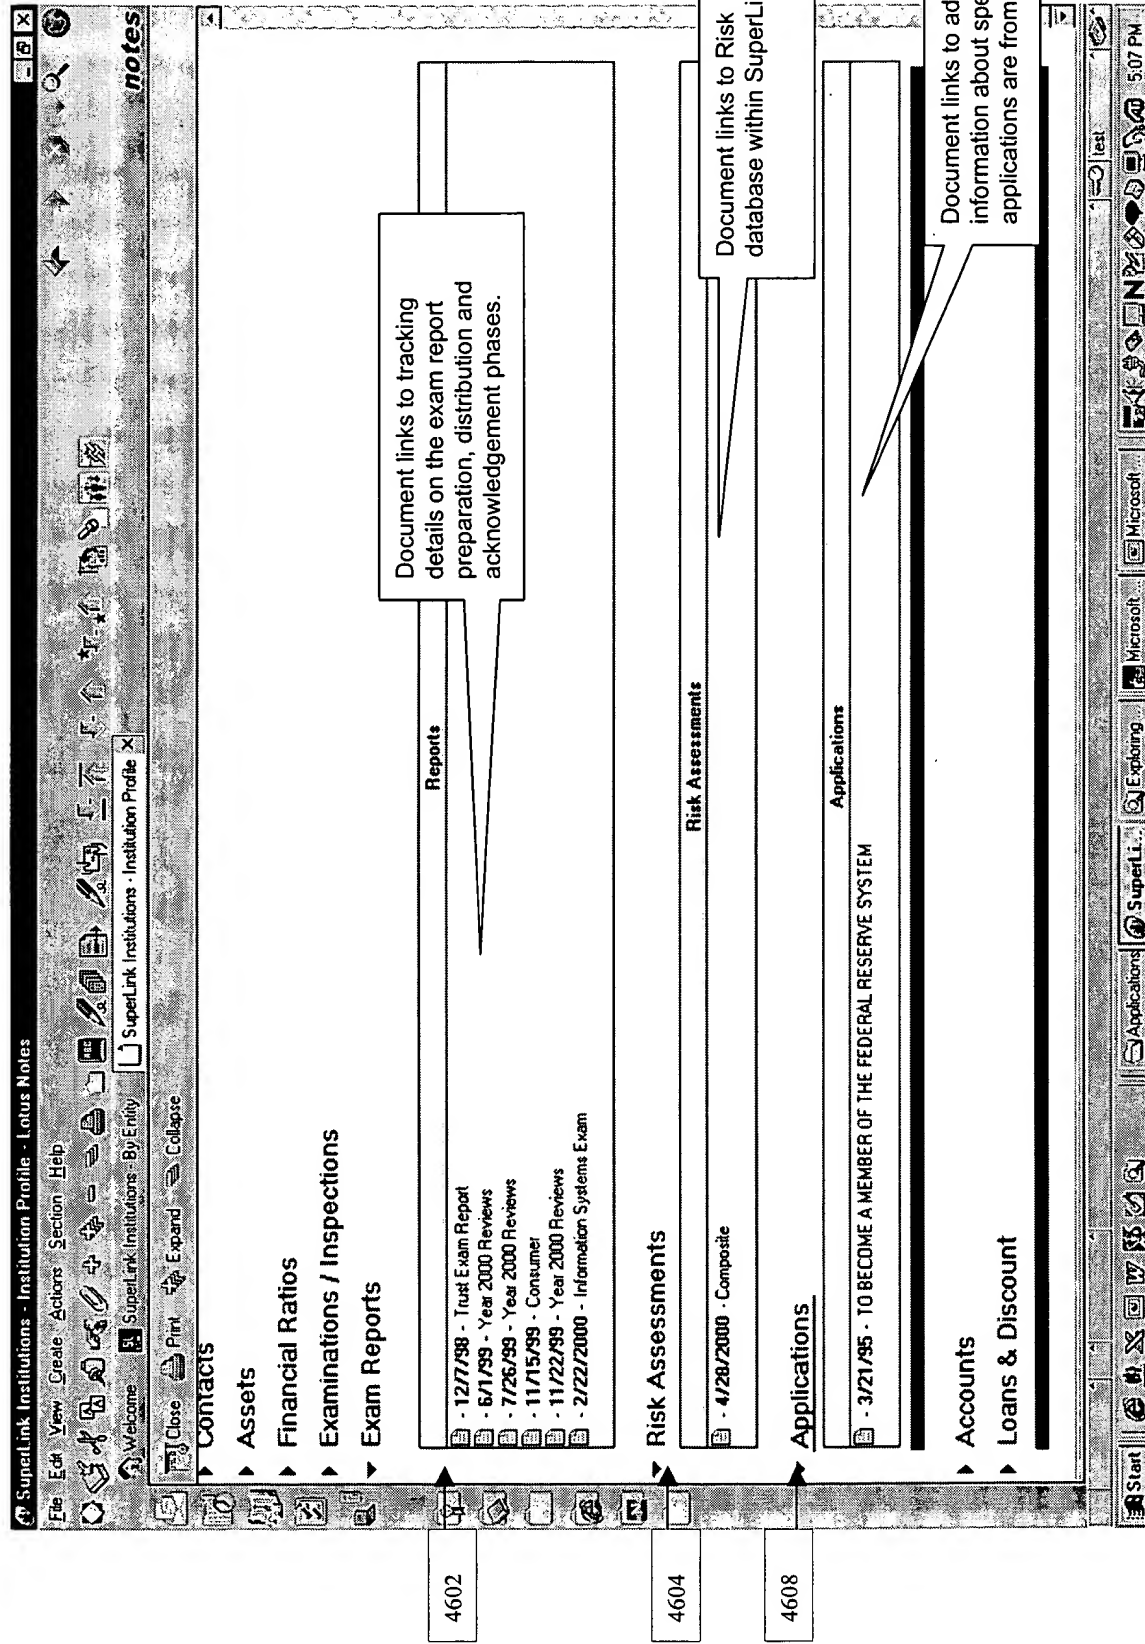 SuperLink Institutions - Institution Profile - Lotus Notes
File Edit View Create Actions Section Help
Welcome SuperLink Institutions - By Entity SuperLink Institutions - Institution Profile X
notes
Close Print Expand Collapse
Contacts
Assets
Financial Ratios
Examinations / Inspections
Exam Reports
Reports
- 12/7/98 - Trust Exam Report
- 6/1/99 - Year 2000 Reviews
- 7/26/99 - Year 2000 Reviews
- 11/15/99 - Consumer
- 11/22/99 - Year 2000 Reviews
- 2/22/2000 - Information Systems Exam
Document links to tracking
details on the exam report
preparation, distribution and
acknowledgement phases.
Risk Assessments
Risk Assessments
- 4/28/2000 - Composite
Document links to Risk
database within SuperLi
Applications
Applications
- 3/21/95 - TO BECOME A MEMBER OF THE FEDERAL RESERVE SYSTEM
Document links to ad
information about spe
applications are from
Accounts
Loans & Discount
4602
4604
4608
test
Start Applications SuperLi... Exploring ... Microsoft ... Microsoft ... 5:07 PM